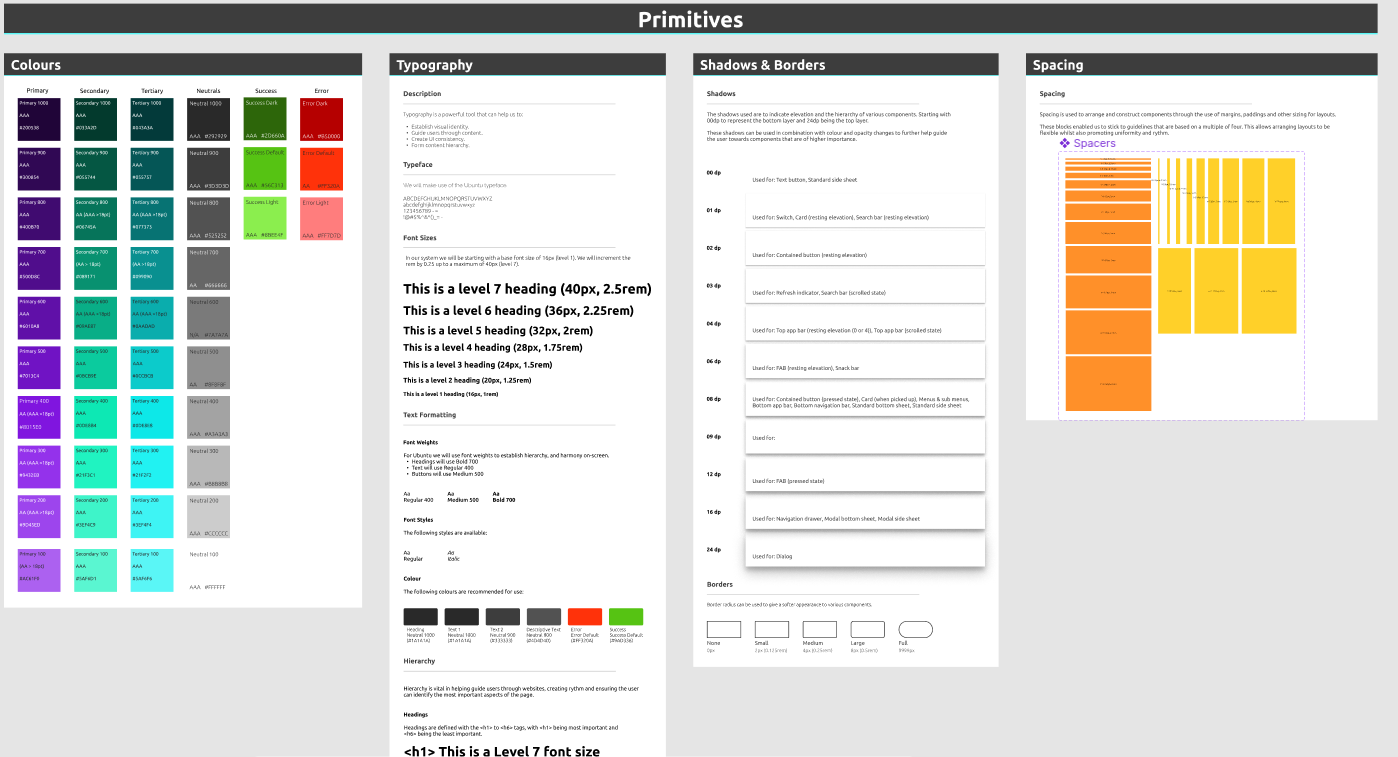 Primitives
Colours
Primary
Secondary
Tertiary
Neutrals
Success
Error
Primary 1000
AAA
#200538
Secondary 1000
AAA
#033A2D
Tertiary 1000
AAA
Neutral 1000
AAA #292929
Success Dark
AAA #2D660A
Error Dark
AAA #B50000
Primary 900
AAA
#300854
Secondary 900
AAA
#055744
Tertiary 900
AAA
#055757
Neutral 900
AAA #3D3D3D
Success Default
AAA
Error Default
Primary 800
AAA
#400B70
Secondary 800
AA (AAA >18pt)
#06745A
Tertiary 800
AA (AAA >18pt)
#077373
Neutral 800
AAA #525252
Success Light
AAA
Error Light
AAA #FF7D7D
Primary 700
AAA
Secondary 700
(AA > 18pt)
#089171
Tertiary 700
(AA >18pt)
Neutral 700
AA #666666
Primary 600
AAA
#6010A8
Secondary 600
AA (AAA >18pt)
Tertiary 600
AA (AAA >18pt)
Neutral 600
Primary 500
AAA
#7013C4
Secondary 500
AAA
Tertiary 500
AAA
Neutral 500
AA
Primary 400
AA (AAA >18pt)
#8015E0
Secondary 400
AAA
Tertiary 400
AAA
Neutral 400
AAA #A3A3A3
Primary 300
AA (AAA >18pt)
Secondary 300
AAA
#21F3C1
Tertiary 300
AAA
#21F2F2
Neutral 300
AAA #B8B8B8
Primary 200
AA (AAA >18pt)
#9D45ED
Secondary 200
AAA
#3EF4C9
Tertiary 200
AAA
#3EF4F4
Neutral 200
AAA #CCCCCC
Primary 100
(AA > 18pt)
Secondary 100
AAA
#5AF6D1
Tertiary 100
AAA
#5AF6F6
Neutral 100
AAA #FFFFFF
Typography
Description
Typography is a powerful tool that can help us to:
• Establish visual identity.
• Guide users through content.
• Create UI consistency.
• Form content hierarchy.
Typeface
We will make use of the Ubuntu typeface
ABCDEFGHIJKLMNOPQRSTUVWXYZ
abcdefghijklmnopqrstuvwxyz
Font Sizes
In our system we will be starting with a base font size of 16px (level 1). We will increment the
rem by 0.25 up to a maximum of 40px (level 7).
This is a level 7 heading (40px, 2.5rem)
This is a level 6 heading (36px, 2.25rem)
This is a level 5 heading (32px, 2rem)
This is a level 4 heading (28px, 1.75rem)
This is a level 3 heading (24px, 1.5rem)
This is a level 2 heading (20px, 1.25rem)
This is a level 1 heading (16px, 1rem)
Text Formatting
Font Weights
For Ubuntu we will use font weights to establish hierarchy, and harmony on-screen.
• Headings will use Bold 700
• Text will use Regular 400
• Buttons will use Medium 500
Aa
Regular 400
Aa
Medium 500
Aa
Bold 700
Font Styles
The following styles are available:
Aa
Regular
Aa
Italic
Colour
The following colours are recommended for use:
Heading
Neutral 1000
(#1A1A1A)
Text 1
Neutral 1000
(#1A1A1A)
Text 2
Neutral 900
(#333333)
Descriptive Text
Neutral 800
(#4D4D4D)
Error
Error Default
(#FF320A)
Success
Success Default
Hierarchy
Hierarchy is vital in helping guide users through websites, creating rythm and ensuring the user
can identify the most important aspects of the page.
Headings
Headings are defined with the <h1> to <h6> tags, with <h1> being most important and
<h6> being the least important.
<h1> This is a Level 7 font size
Shadows & Borders
Shadows
The shadows used are to indicate elevation and the hierarchy of various components. Starting with
00dp to represent the bottom layer and 24dp being the top layer.
These shadows can be used in combination with colour and opacity changes to further help guide
the user towards components that are of higher importance.
00 dp
Used for: Text button, Standard side sheet
01 dp
Used for: Switch, Card (resting elevation), Search bar (resting elevation)
02 dp
Used for: Contained button (resting elevation)
03 dp
Used for: Refresh indicator, Search bar (scrolled state)
04 dp
Used for: Top app bar (resting elevation (0 or 4)), Top app bar (scrolled state)
06 dp
Used for: FAB (resting elevation), Snack bar
08 dp
Used for: Contained button (pressed state), Card (when picked up), Menus & sub menus,
Bottom app bar, Bottom navigation bar, Standard bottom sheet, Standard side sheet
09 dp
Used for:
12 dp
Used for: FAB (pressed state)
16 dp
Used for: Navigation drawer, Modal bottom sheet, Modal side sheet
24 dp
Used for: Dialog
Borders
Border radius can be used to give a softer appearance to various components.
None
0px
Small
2px (0.125rem)
Medium
4px (0.25rem)
Large
8px (0.5rem)
Full
9999px
Spacing
Spacing
Spacing is used to arrange and construct components through the use of margins, paddings and other sizing for layouts.
These blocks enabled us to stick to guidelines that are based on a multiple of four. This allows arranging layouts to be
flexible while also promoting uniformity and rythm.
Spacers